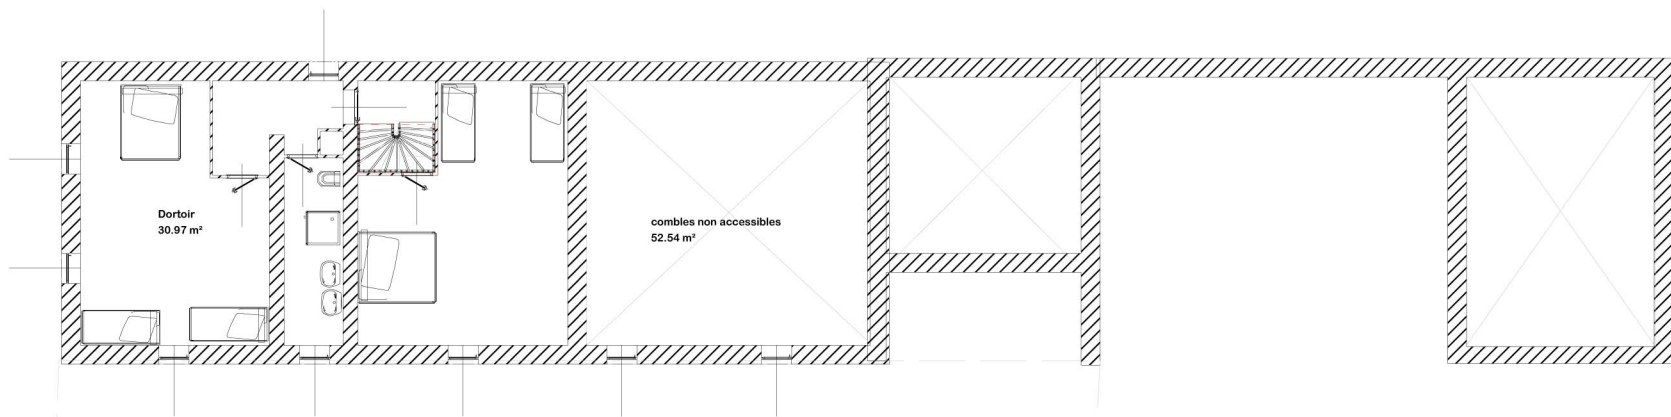 Dortoir
30.97 m²
combles non accessibles
52.54 m²